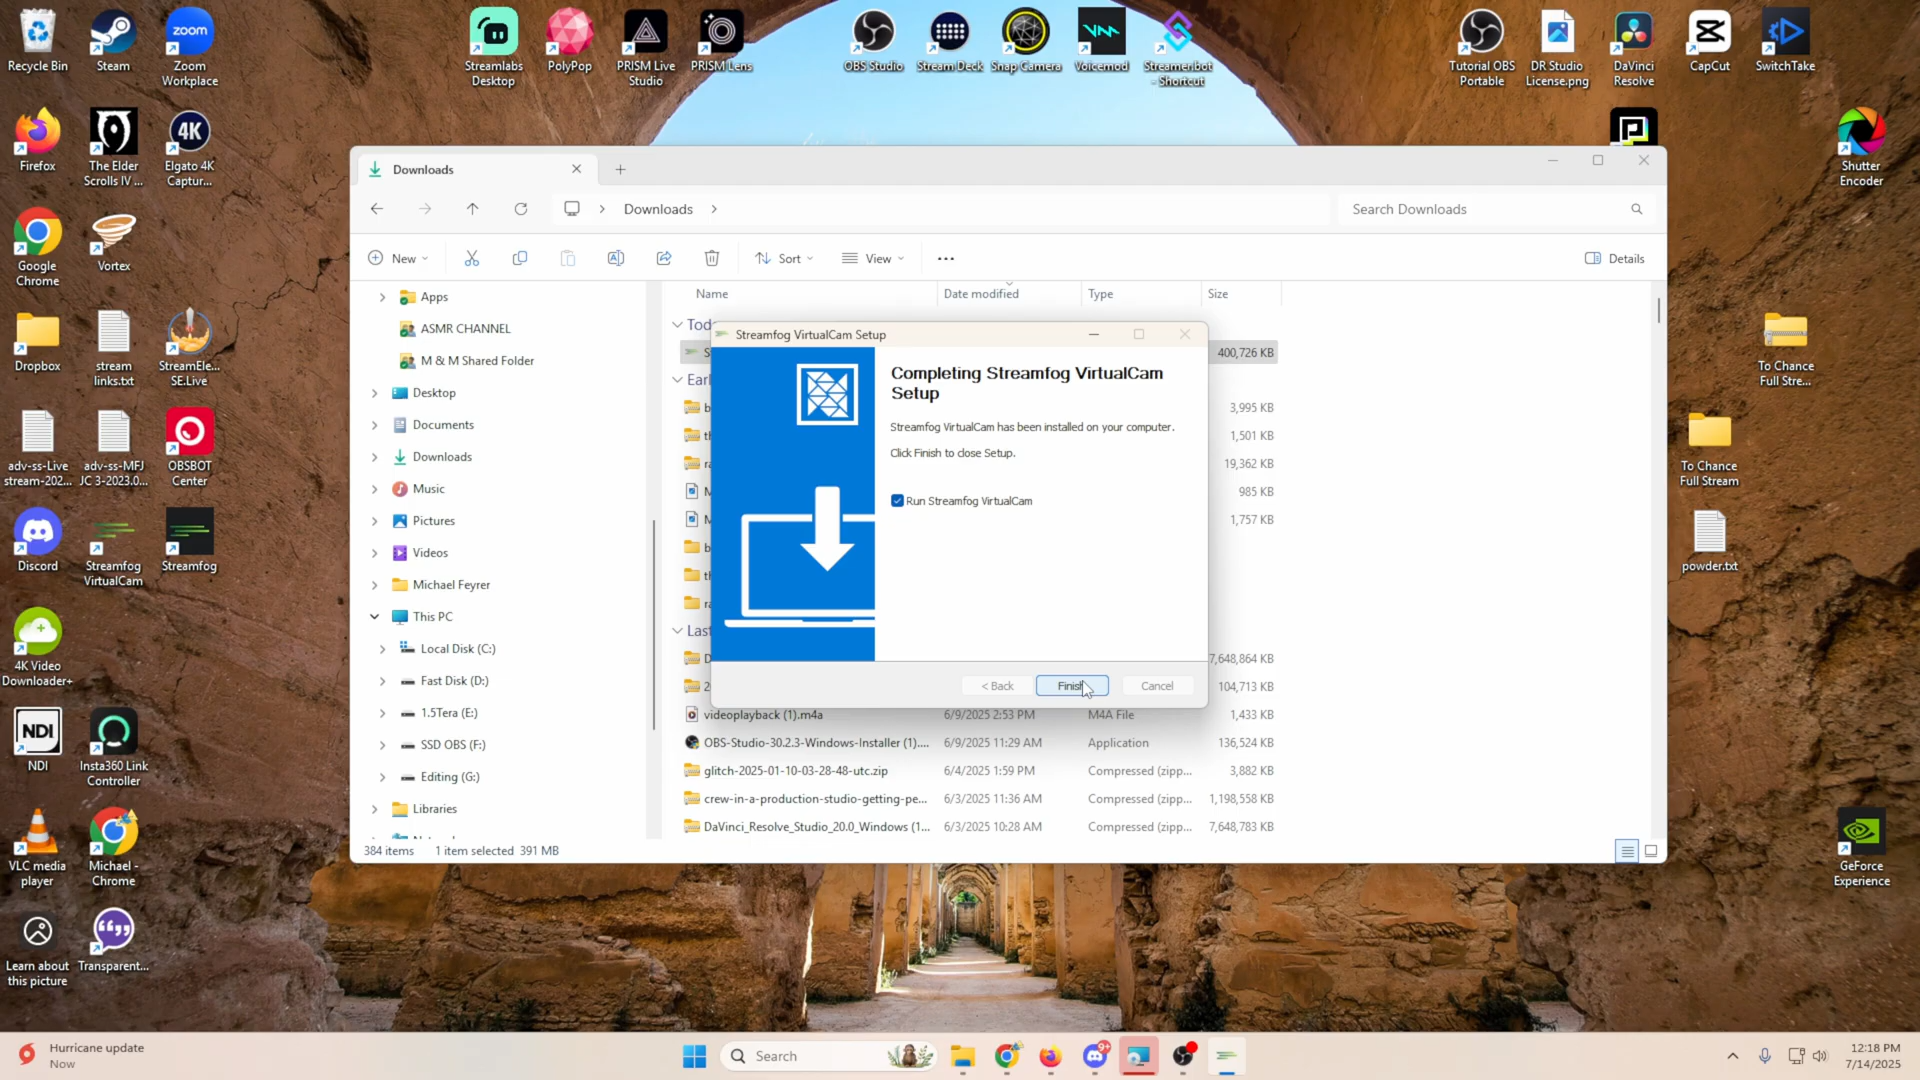 Recycle Bin
Steam
zoom
Zoom
Workplace
Streamlabs
Desktop
PolyPop
PRISM Live
Studio
PRISM Lens
OBS Studio
Stream Deck
Snap Camera
Voicemod
Streamer.bot
- Shortcut
Tutorial OBS
Portable
DR Studio
License.png
DaVinci
Resolve
CapCut
SwitchTake
Firefox
The Elder
Scrolls IV ...
4K
Elgato 4K
Captur...
Shutter
Encoder
Google
Chrome
Vortex
Dropbox
stream
links.txt
StreamEle...
SE.Live
To Chance
Full Stre...
adv-ss-Live
stream-202...
adv-ss-MFJ
JC 3-2023.0...
OBSBOT
Center
To Chance
Full Stream
Discord
Streamfog
VirtualCam
Streamfog
powder.txt
4K Video
Downloader+
NDI
NDI
Insta360 Link
Controller
VLC media
player
Michael -
Chrome
GeForce
Experience
Learn about
this picture
Transparent...
Downloads
Downloads
Search Downloads
New
Sort
View
Details
Apps
ASMR CHANNEL
M & M Shared Folder
Desktop
Documents
Downloads
Music
Pictures
Videos
Michael Feyrer
This PC
Local Disk (C:)
Fast Disk (D:)
1.5Tera (E:)
SSD OBS (F:)
Editing (G:)
Libraries
Name Date modified Type Size
400,726 KB
3,995 KB
1,501 KB
19,362 KB
985 KB
1,757 KB
7,648,864 KB
104,713 KB
videoplayback (1).m4a 6/9/2025 2:53 PM M4A File 1,433 KB
OBS-Studio-30.2.3-Windows-Installer (1).... 6/9/2025 11:29 AM Application 136,524 KB
glitch-2025-01-10-03-28-48-utc.zip 6/4/2025 1:59 PM Compressed (zipp... 3,882 KB
crew-in-a-production-studio-getting-pe... 6/3/2025 11:36 AM Compressed (zipp... 1,198,558 KB
DaVinci_Resolve_Studio_20.0_Windows (1... 6/3/2025 10:28 AM Compressed (zipp... 7,648,783 KB
384 items 1 item selected 391 MB
Streamfog VirtualCam Setup
Completing Streamfog VirtualCam
Setup
Streamfog VirtualCam has been installed on your computer.
Click Finish to close Setup.
Run Streamfog VirtualCam
< Back Finish Cancel
Hurricane update
Now
Search
9+
12:18 PM
7/14/2025